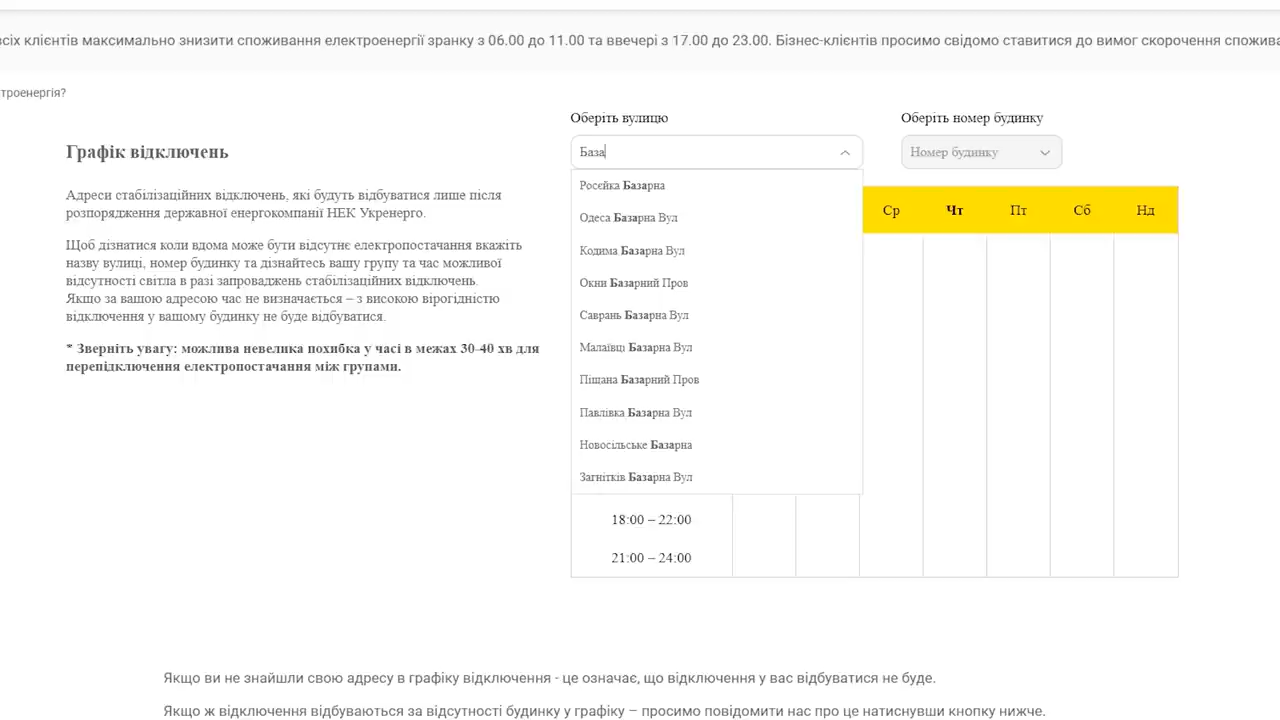 всіх клієнтів максимально знизити споживання електроенергії зранку з 06.00 до 11.00 та ввечері з 17.00 до 23.00. Бізнес-клієнтів просимо свідомо ставитися до вимог скорочення спожива
троенергія?
Графік відключень
Адреси стабілізаційних відключень, які будуть відбуватися лише після
розпорядження державної енергокомпанії НЕК Укренерго.
Щоб дізнатися коли вдома може бути відсутнє електропостачання вкажіть
назву вулиці, номер будинку та дізнайтесь вашу групу та час можливої
відсутності світла в разі запроваджень стабілізаційних відключень.
Якщо за вашою адресою час не визначається – з високою вірогідністю
відключення у вашому будинку не буде відбуватися.
* Зверніть увагу: можлива невелика похибка у часі в межах 30-40 хв для
перепідключення електропостачання між групами.
Оберіть вулицю
База
Росєйка Базарна
Одеса Базарна Вул
Кодима Базарна Вул
Окни Базарний Пров
Саврань Базарна Вул
Малаївці Базарна Вул
Піщана Базарний Пров
Павлівка Базарна Вул
Новосільське Базарна
Загнітків Базарна Вул
Оберіть номер будинку
Номер будинку
Ср Чт Пт Сб Нд
18:00 – 22:00
21:00 – 24:00
Якщо ви не знайшли свою адресу в графіку відключення - це означає, що відключення у вас відбуватися не буде.
Якщо ж відключення відбуваються за відсутності будинку у графіку – просимо повідомити нас про це натиснувши кнопку нижче.